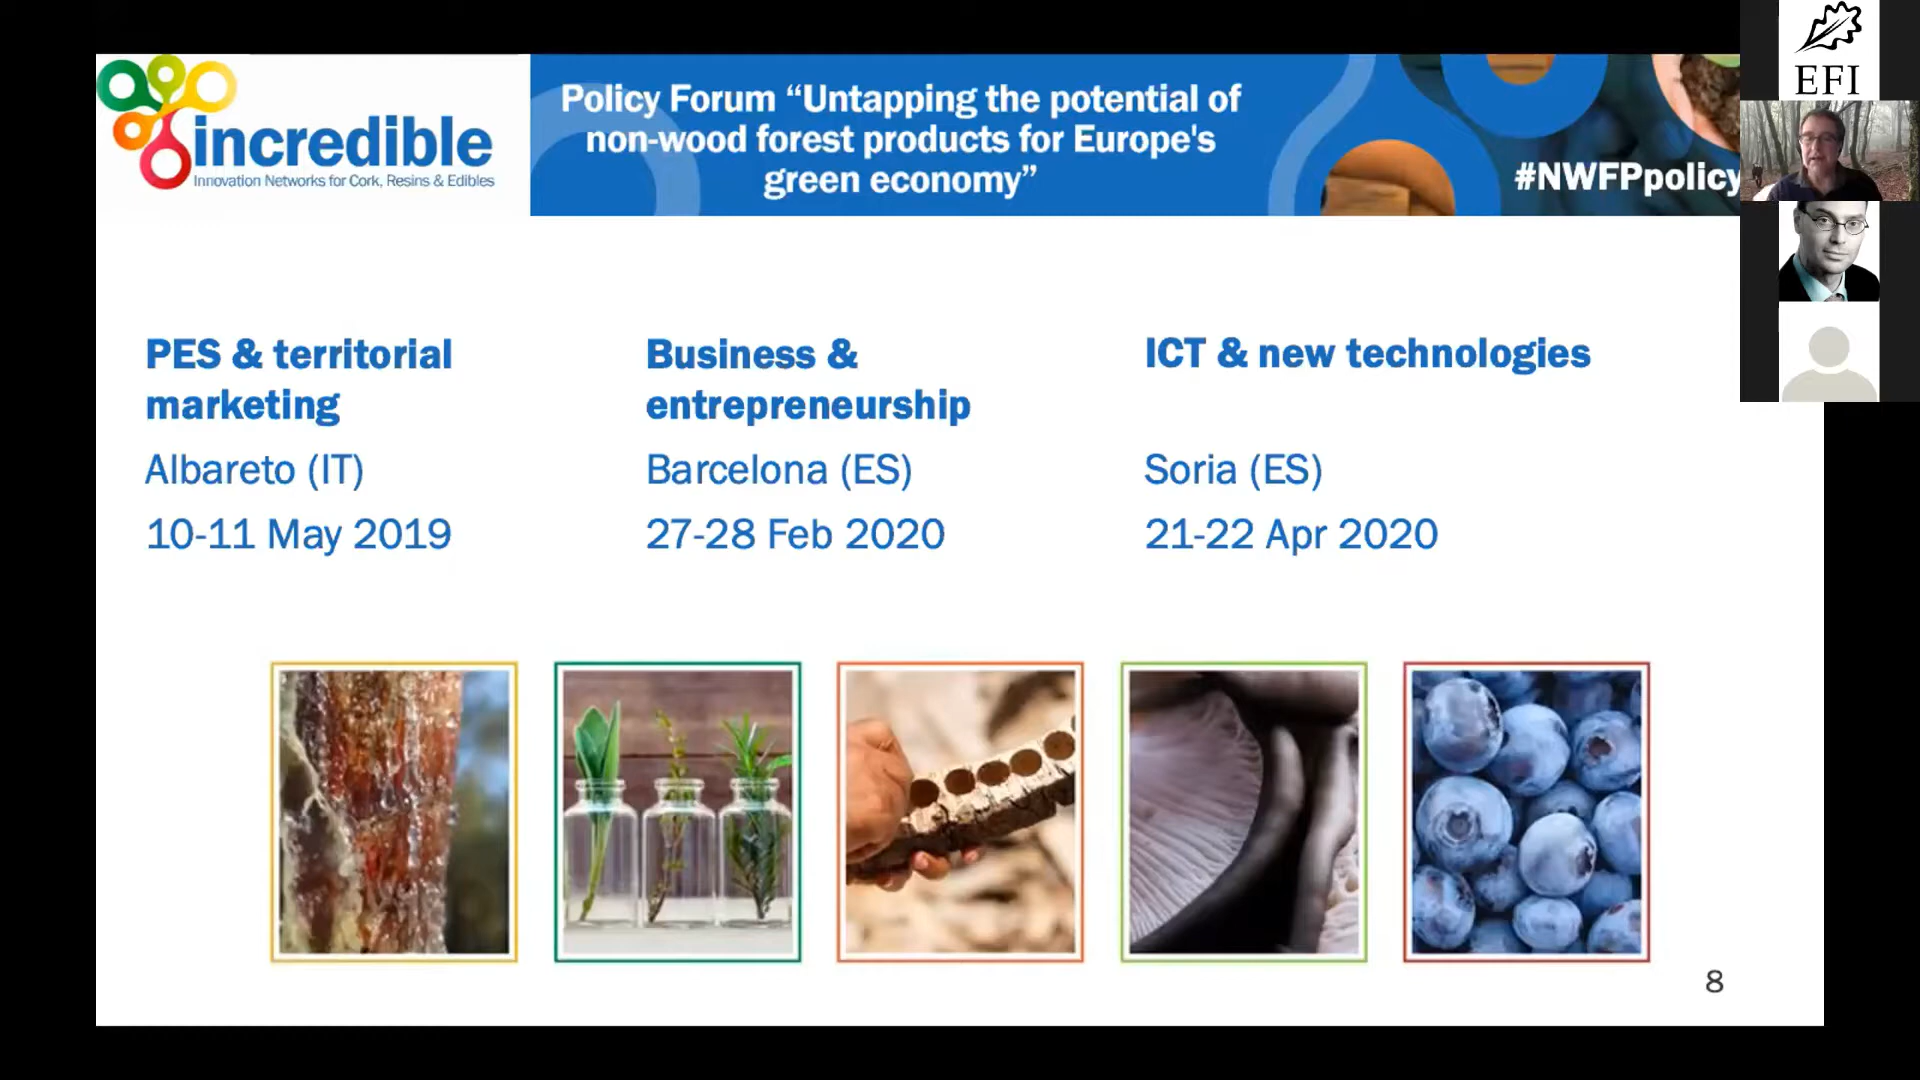 incredible
Innovation Networks for Cork, Resins & Edibles
Policy Forum “Untapping the potential of
non-wood forest products for Europe's
green economy”
#NWFPpolicy
EFI
PES & territorial
marketing
Albareto (IT)
10-11 May 2019
Business &
entrepreneurship
Barcelona (ES)
27-28 Feb 2020
ICT & new technologies
Soria (ES)
21-22 Apr 2020
8